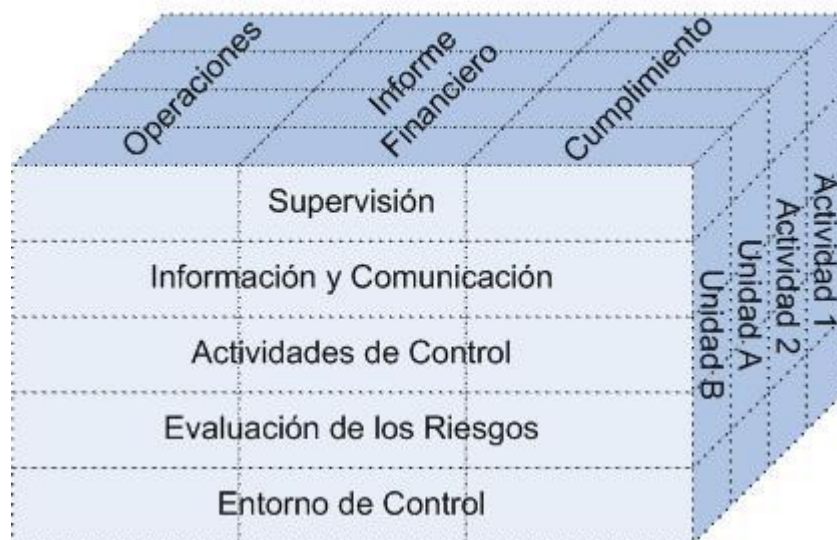 Operaciones
Informe
Financiero
Cumplimiento
Supervisión
Información y Comunicación
Actividades de Control
Evaluación de los Riesgos
Entorno de Control
Unidad B
Unidad A
Actividad 2
Actividad 1